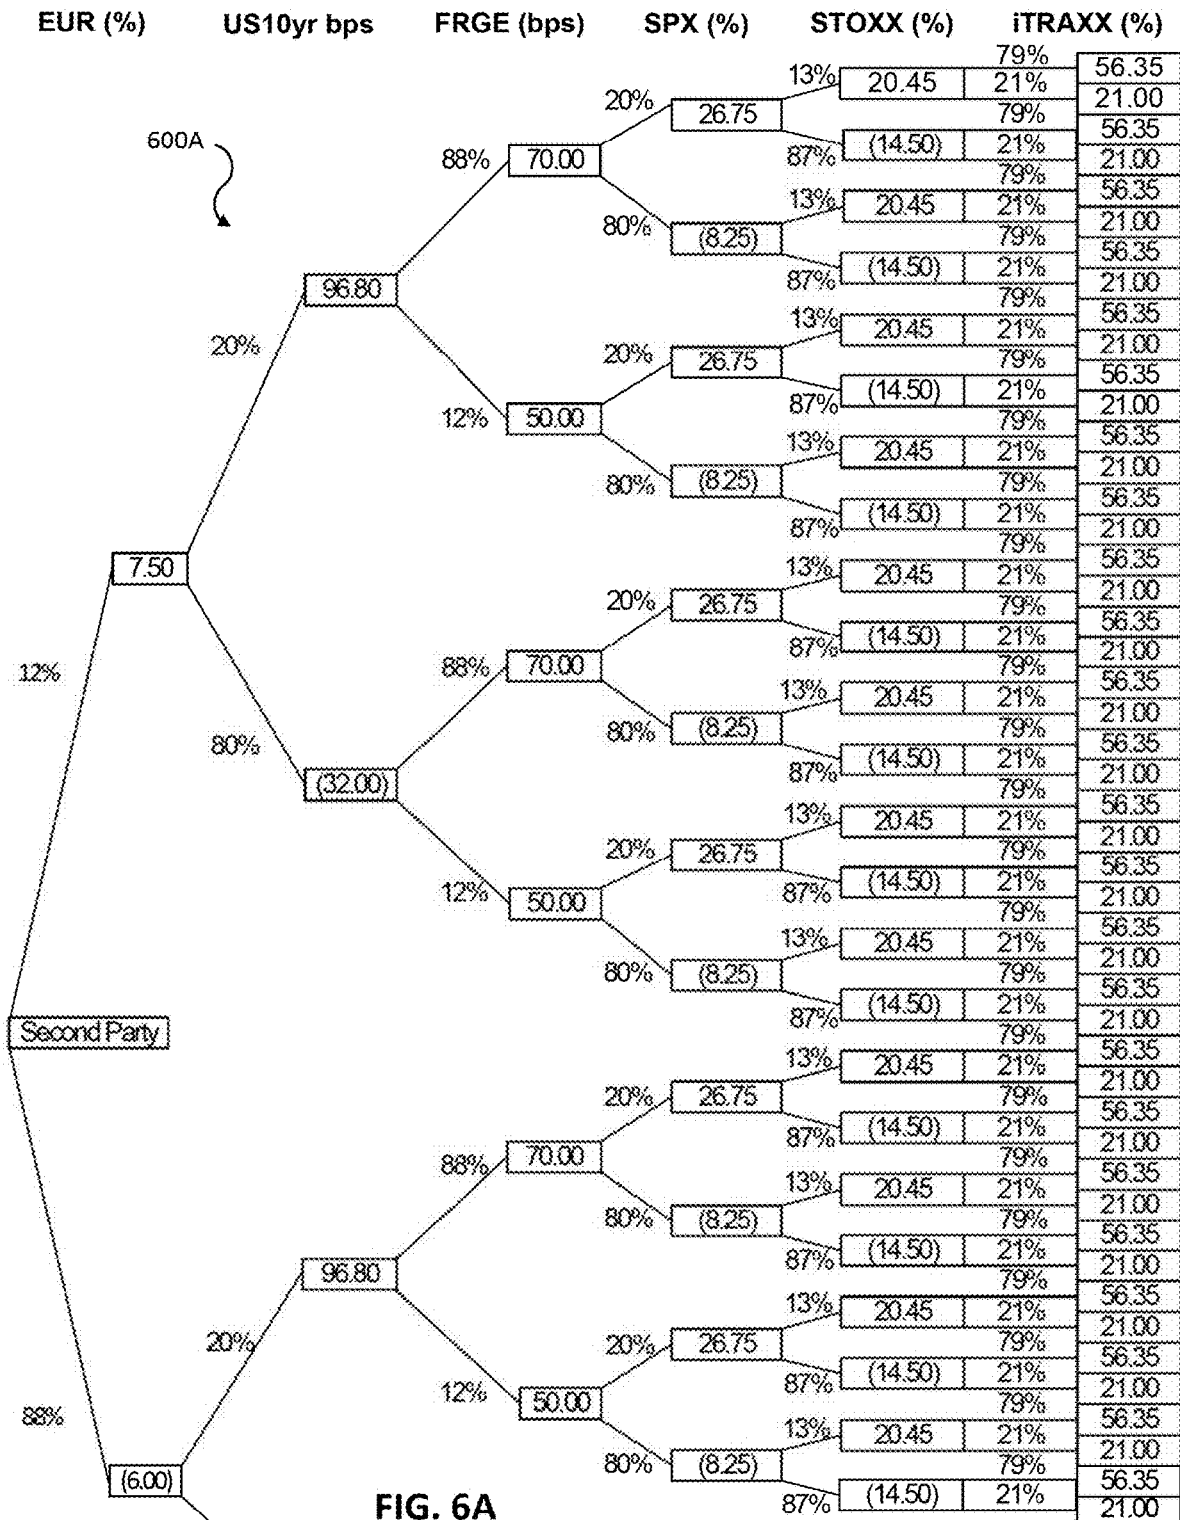 EUR (%) US10yr bps FRGE (bps) SPX (%) STOXX (%) iTRAXX (%)
79% 56.35
13% 20.45 21%
20% 26.75 21.00
79% 56.35
600A 87% (14.50) 21% 21.00
88% 70.00 79% 56.35
13% 20.45 21% 21.00
80% (8.25) 79% 56.35
87% (14.50) 21% 21.00
96.80 79% 56.35
13% 20.45 21% 21.00
20% 20% 26.75 79% 56.35
87% (14.50) 21% 21.00
12% 50.00 79% 56.35
13% 20.45 21% 21.00
80% (8.25) 79% 56.35
87% (14.50) 21% 21.00
7.50 79% 56.35
13% 20.45 21% 21.00
20% 26.75 79% 56.35
87% (14.50) 21% 21.00
12% 88% 70.00 79% 56.35
13% 20.45 21% 21.00
80% 80% (8.25) 79% 56.35
87% (14.50) 21% 21.00
(32.00) 79% 56.35
13% 20.45 21% 21.00
20% 26.75 79% 56.35
87% (14.50) 21% 21.00
12% 50.00 79% 56.35
13% 20.45 21% 21.00
80% (8.25) 79% 56.35
87% (14.50) 21% 21.00
Second Party 79% 56.35
13% 20.45 21% 21.00
20% 26.75 79% 56.35
87% (14.50) 21% 21.00
88% 70.00 79% 56.35
13% 20.45 21% 21.00
80% (8.25) 79% 56.35
87% (14.50) 21% 21.00
96.80 79% 56.35
13% 20.45 21% 21.00
20% 20% 26.75 79% 56.35
87% (14.50) 21% 21.00
88% 12% 50.00 79% 56.35
13% 20.45 21% 21.00
80% (8.25) 79% 56.35
(6.00) 87% (14.50) 21% 21.00
FIG. 6A